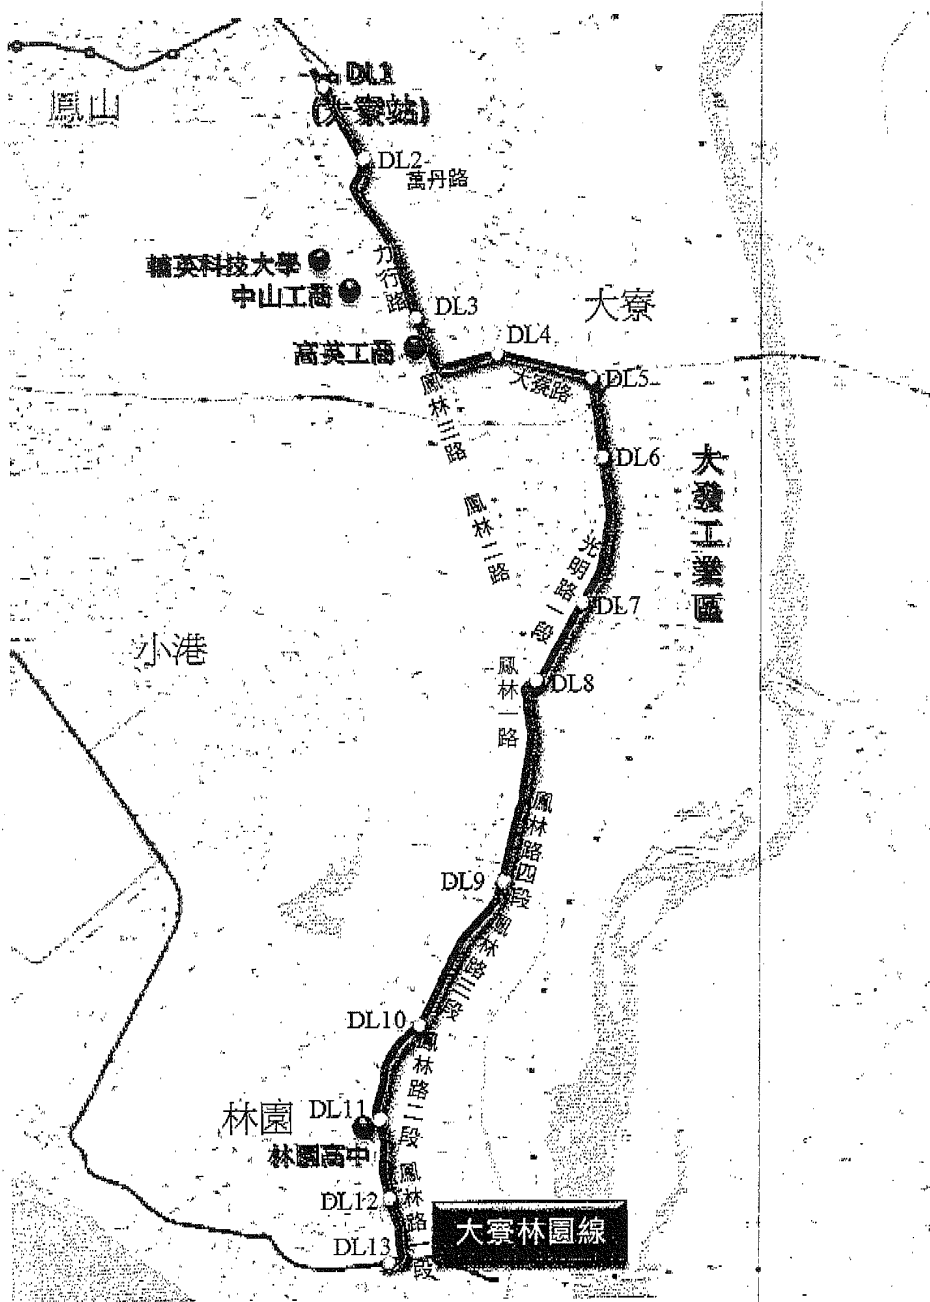 DL1
(大寮站)
鳳山
DL2
萬丹路
力行路
輔英科技大學
中山工商
DL3
大寮
高英工商
DL4
大寮路
DL5
鳳林三路
DL6
大發工業區
鳳林二路
光明路一段
DL7
小港
鳳林一路
DL8
鳳林路四段
DL9
鳳林路三段
DL10
鳳林路二段
林園
DL11
林園高中
鳳林路一段
DL12
大寮林園線
DL13